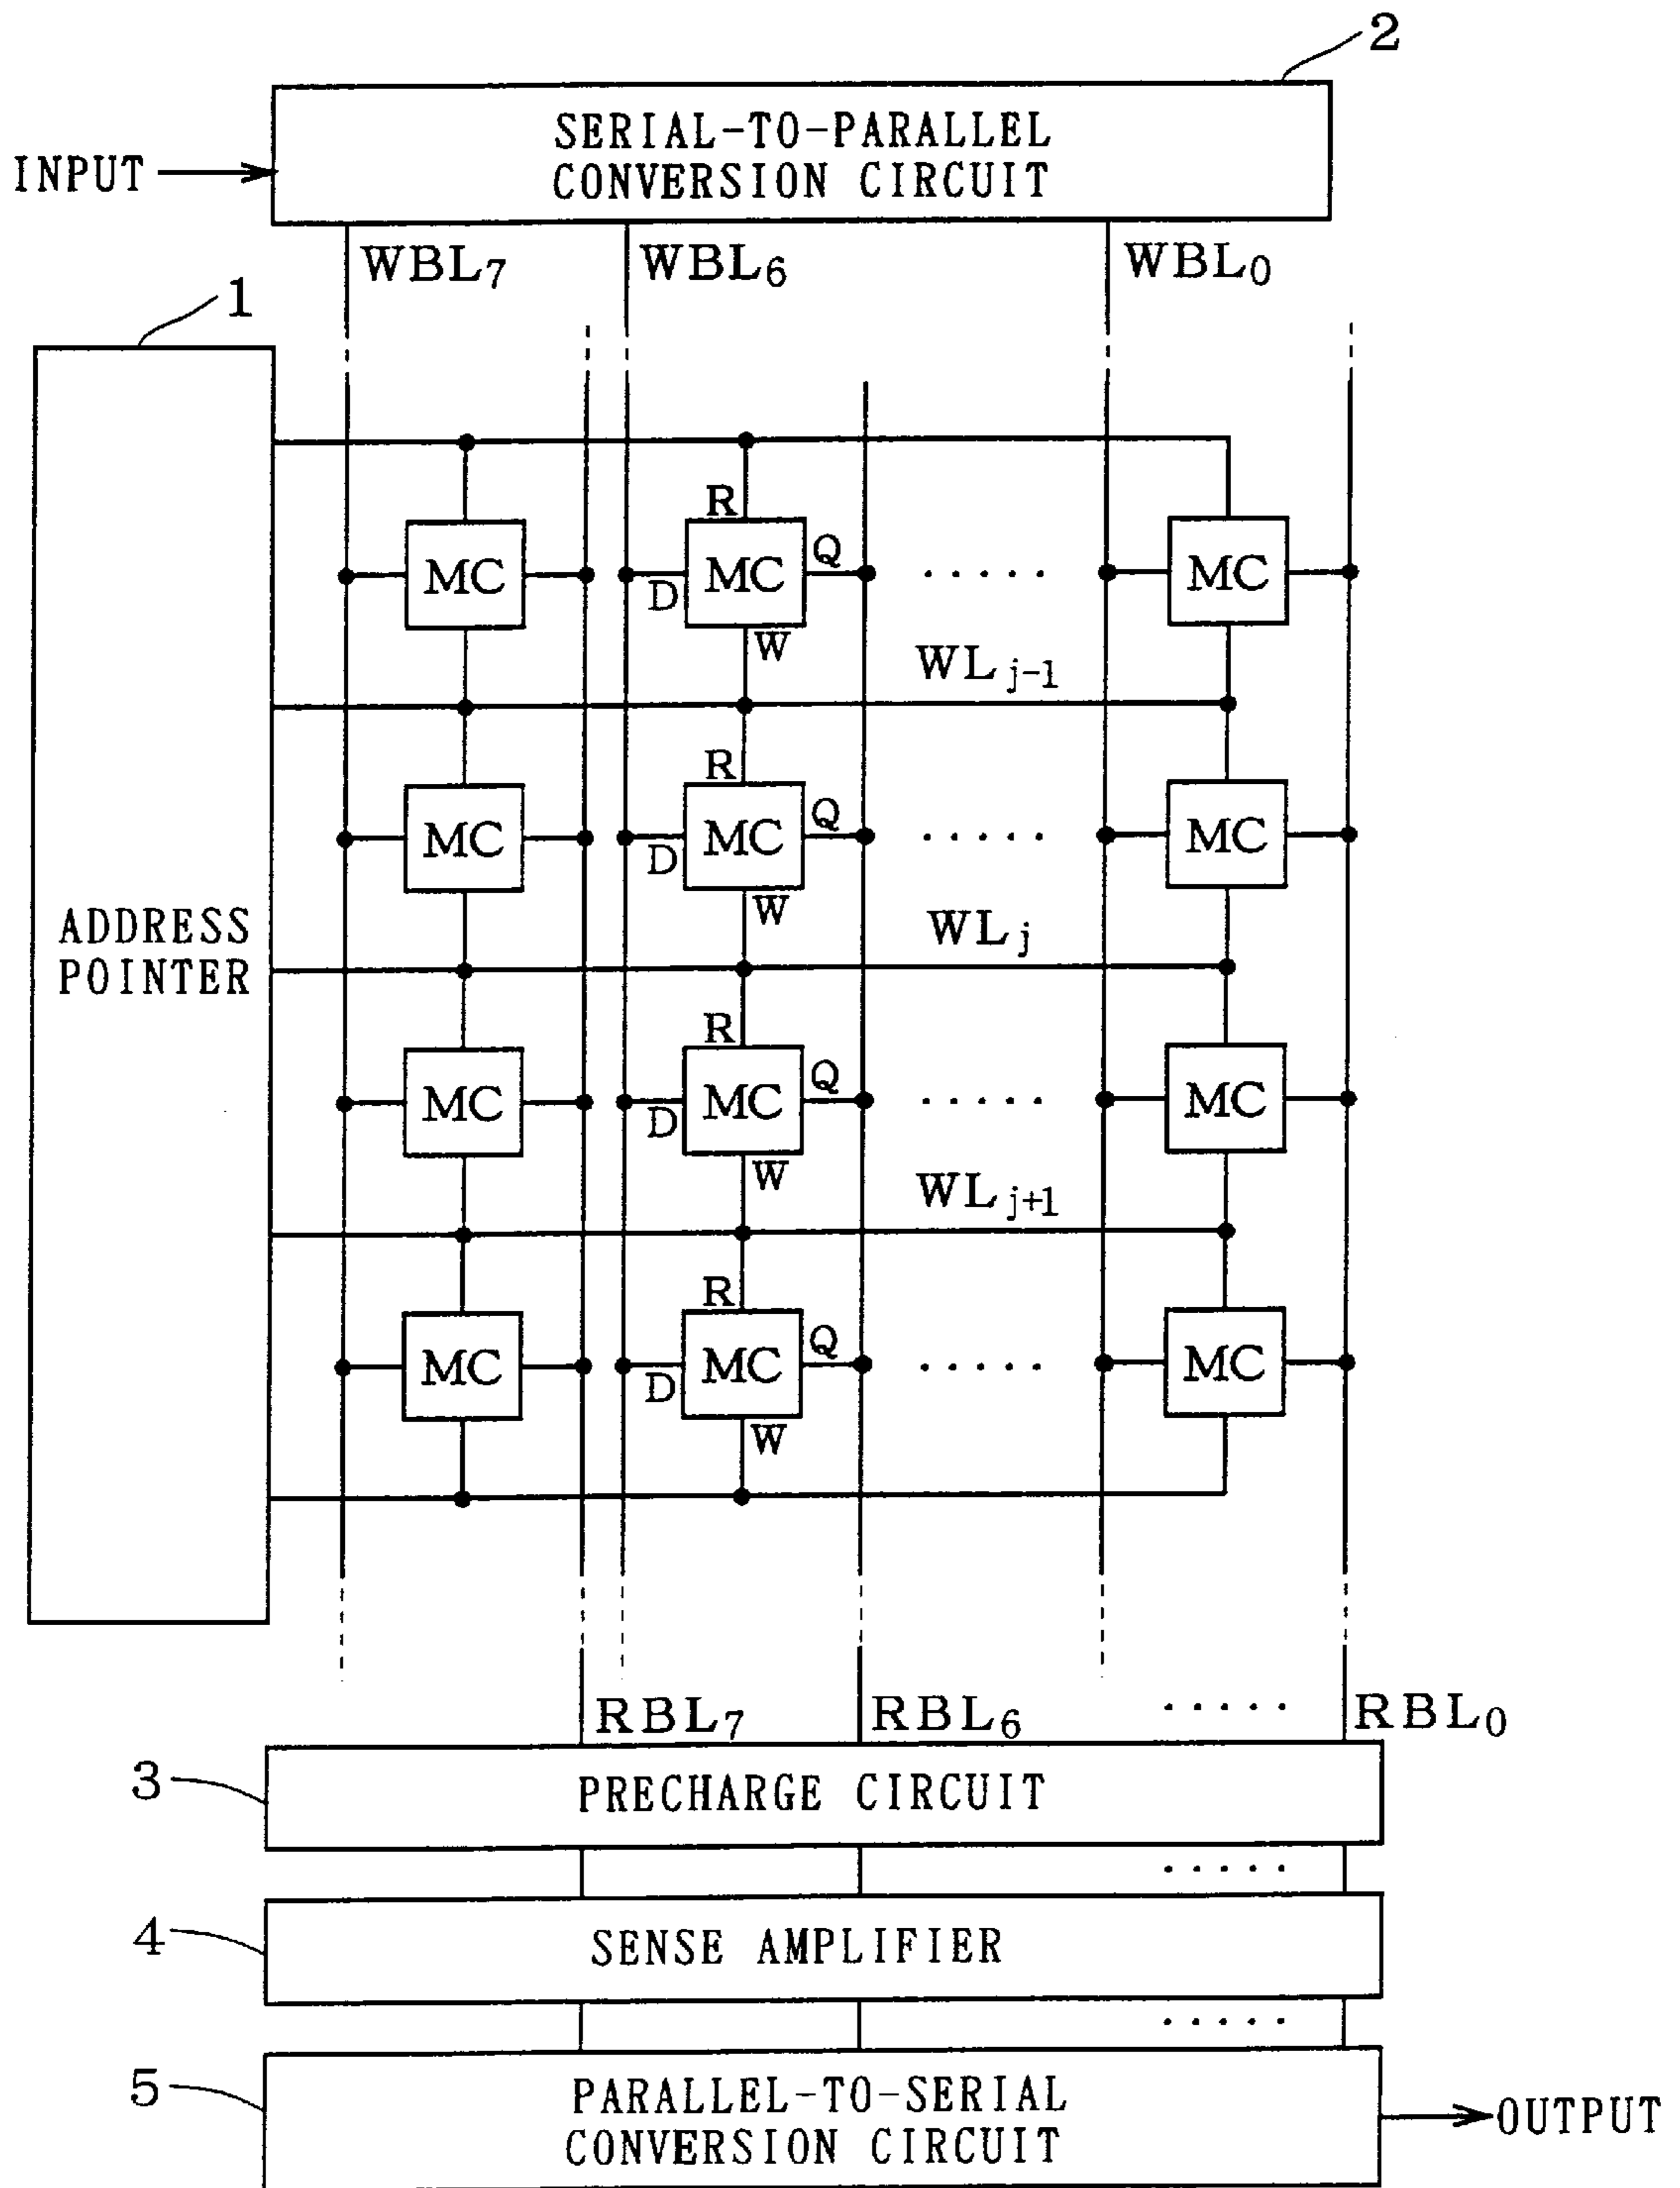 2
SERIAL-TO-PARALLEL
CONVERSION CIRCUIT
INPUT
WBL7 WBL6 WBL0
1
ADDRESS
POINTER
R
MC D MC Q ····· MC
W
WLj-1
R
MC D MC Q ····· MC
W
WLj
R
MC D MC Q ····· MC
W
WLj+1
R
MC D MC Q ····· MC
W
RBL7 RBL6 ····· RBL0
3
PRECHARGE CIRCUIT
·····
4
SENSE AMPLIFIER
·····
5
PARALLEL-TO-SERIAL
CONVERSION CIRCUIT
OUTPUT